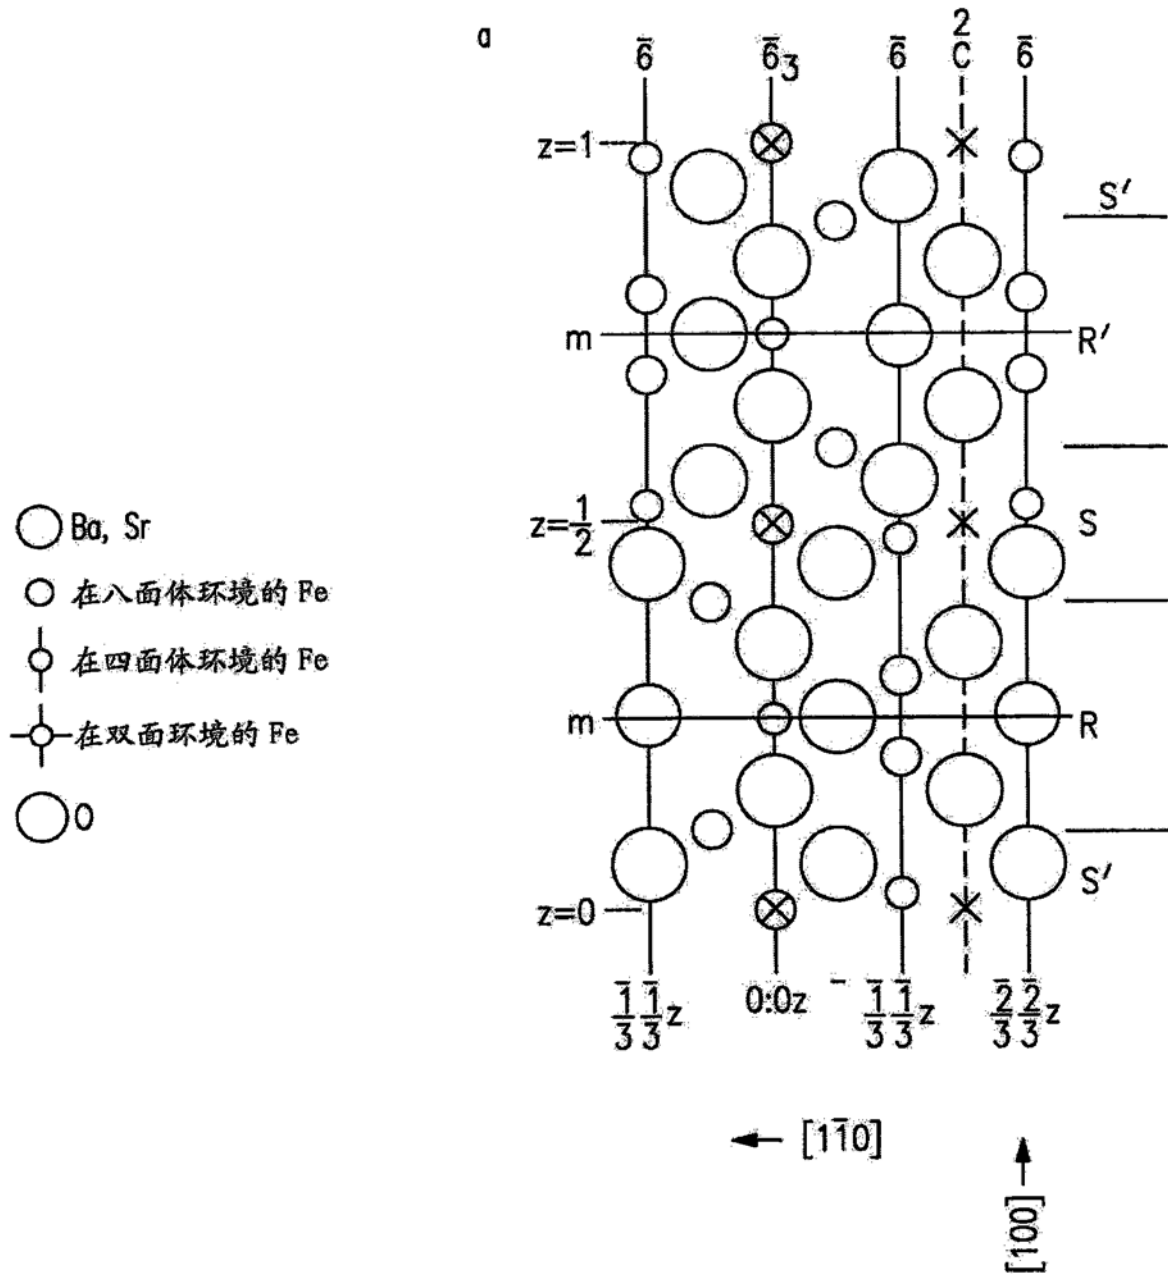 a
6̅ 6̅₃ 6̅ 2 C 6̅
z=1
S′
m R′
z=1/2 S
m R
z=0 S′
1̅/3 1̅/3 z 0:0z - 1̅/3 1̅/3 z 2̅/3 2̅/3 z
Ba, Sr
在八面体环境的 Fe
在四面体环境的 Fe
在双面环境的 Fe
O
← [11̅0]
[100]